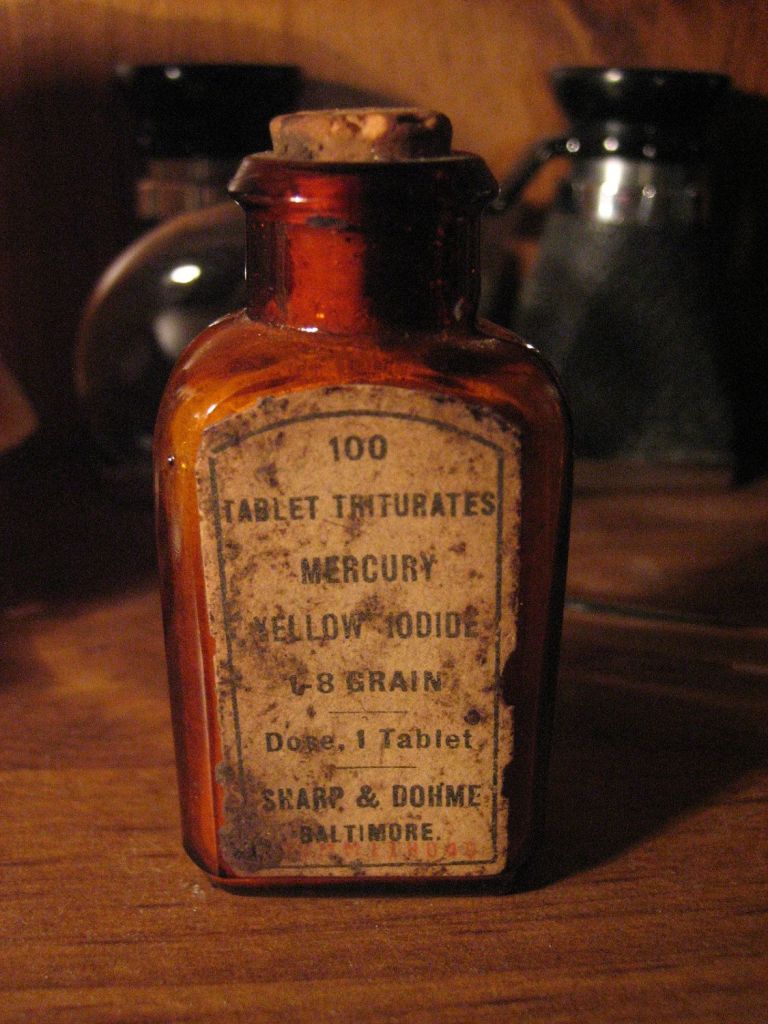 100
TABLET TRITURATES
MERCURY
YELLOW IODIDE
1-8 GRAIN
Dose, 1 Tablet
SHARP & DOHME
BALTIMORE.